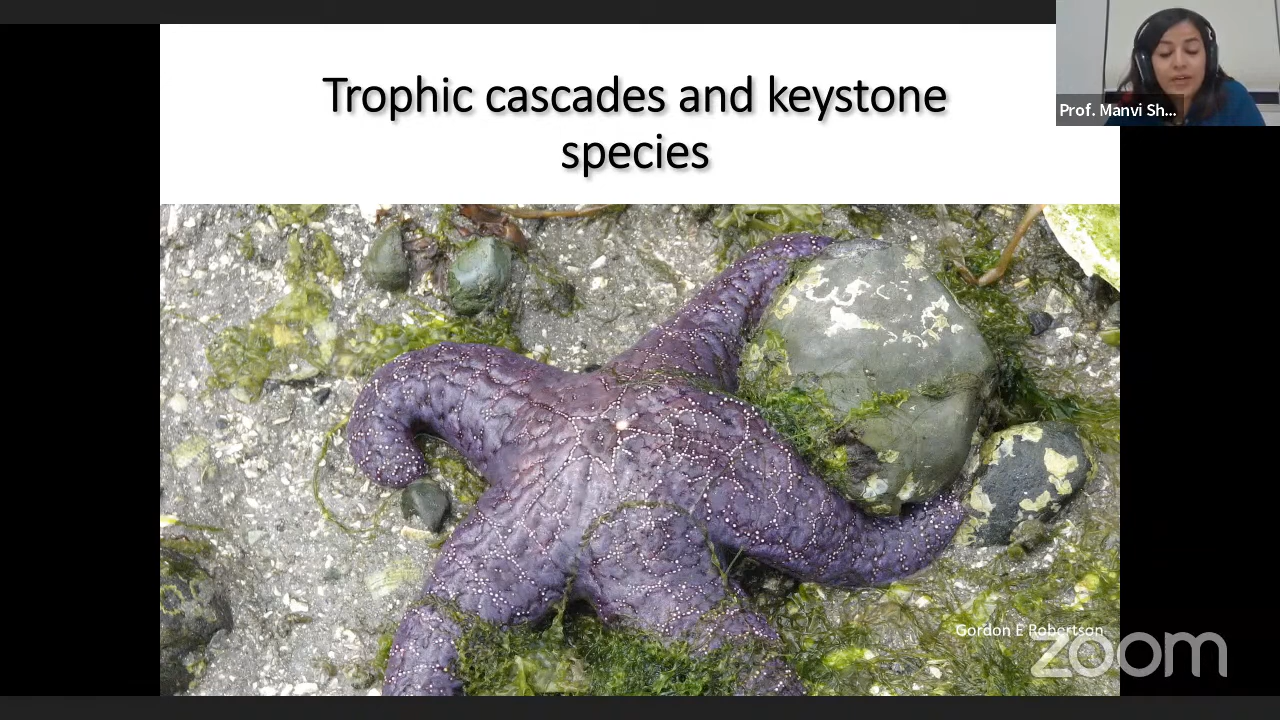 Trophic cascades and keystone
species
Prof. Manvi Sh...
Gordon E Robertson
zoom